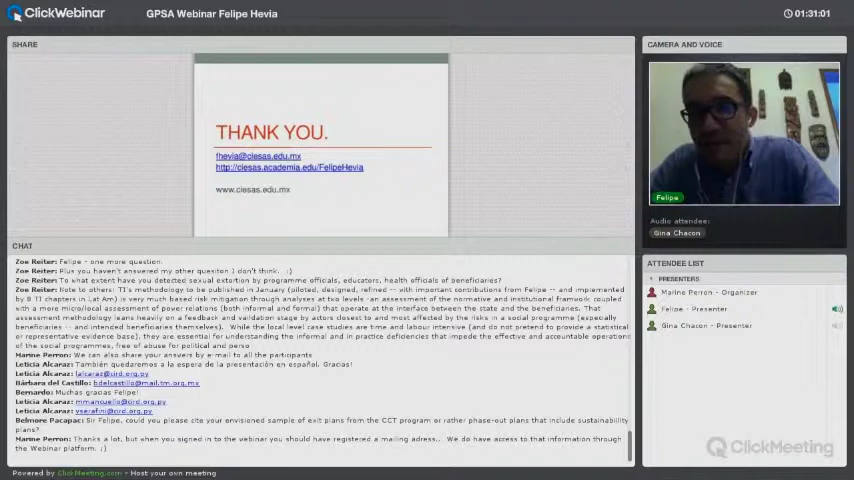 ClickWebinar
GPSA Webinar Felipe Hevia
01:31:01
SHARE
THANK YOU.
fhevia@ciesas.edu.mx
http://ciesas.academia.edu/FelipeHevia
www.ciesas.edu.mx
CAMERA AND VOICE
Felipe
Audio attendee:
Gina Chacon
CHAT
Zoe Reiter: Felipe - one more question.
Zoe Reiter: Plus you haven't answered my other quesiton I don't think. :)
Zoe Reiter: To what extent have you detected sexual extortion by programme officials, educators, health officals of beneficiaries?
Zoe Reiter: Note to others: TI's methodology to be published in January (piloted, designed, refined -- with important contributions from Felipe -- and implemented
by 8 TI chapters in Lat Am) is very much based risk mitigation through analyses at two levels -an assessment of the normative and institutional framwork coupled
with a more micro/local assessment of power relations (both informal and formal) that operate at the interface between the state and the beneficiaries. That
assessment methodology leans heavily on a feedback and validation stage by actors closest to and most affected by the risks in a social programme (especially
beneficiaries -- and intended beneficiaries themselves). While the local level case studies are time and labour intensive (and do not pretend to provide a statistical
or representative evidence base), they are essential for understanding the informal and in practice deficiencies that impede the effective and accountable operations
of the social programmes, free of abuse for political and perso
Marine Perron: We can also share your answers by e-mail to all the participants
Leticia Alcaraz: También quedaremos a la espera de la presentación en español. Gracias!
Leticia Alcaraz: lalcaraz@cird.org.py
Bárbara del Castillo: bdelcastillo@mail.tm.org.mx
Bernardo: Muchas gracias Felipe!
Leticia Alcaraz: mmancuello@cird.org.py
Leticia Alcaraz: vserafini@cird.org.py
Belmore Pacapac: Sir Felipe, could you please cite your envisioned sample of exit plans from the CCT program or rather phase-out plans that include sustainability
plans?
Marine Perron: Thanks a lot, but when you signed in to the webinar you should have registered a mailing adress... We do have access to that information through
the Webinar platform. ;)
ATTENDEE LIST
PRESENTERS
Marine Perron - Organizer
Felipe - Presenter
Gina Chacon - Presenter
ClickMeeting
Powered by ClickMeeting.com - Host your own meeting